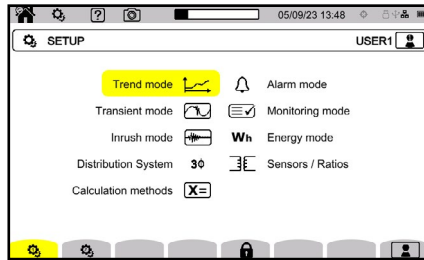 ? 05/09/23 13:48
SETUP USER1
Trend mode Alarm mode
Transient mode Monitoring mode
Inrush mode Wh Energy mode
Distribution System 3Φ Sensors / Ratios
Calculation methods X=